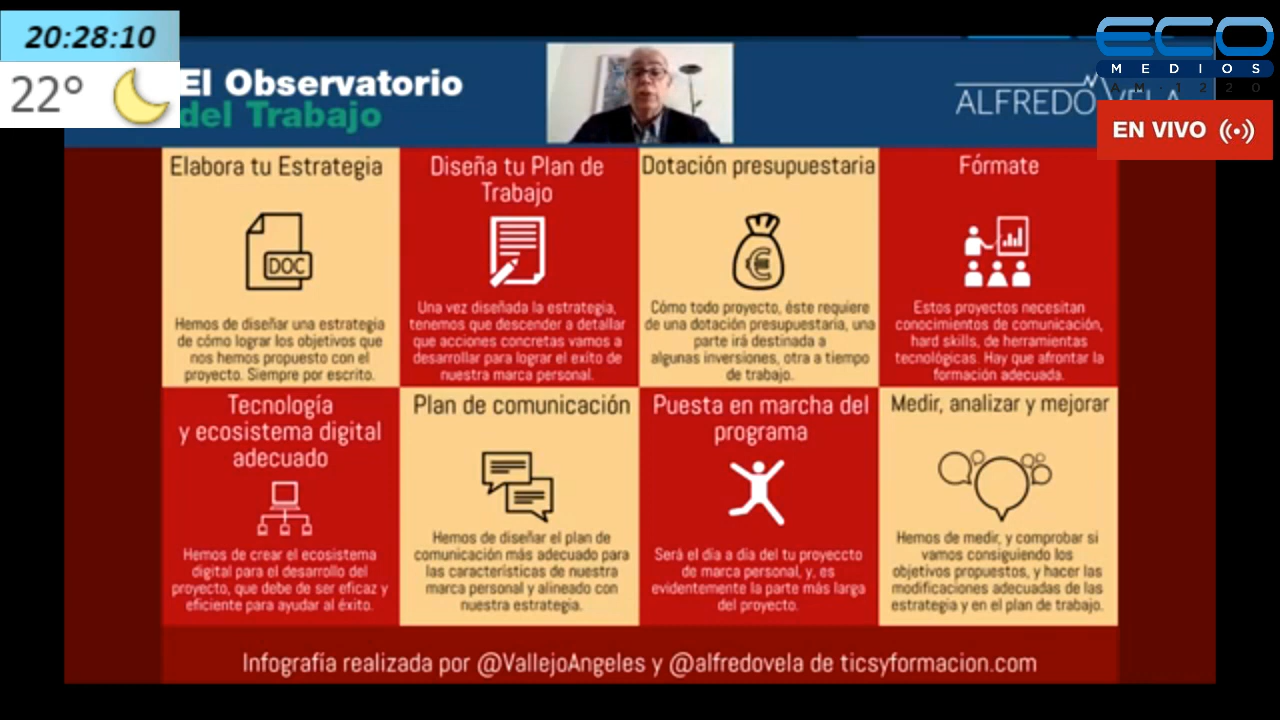 20:28:10
22°
El Observatorio
del Trabajo
ALFREDO VELA
ECO
MEDIOS
AM·1220
EN VIVO
Elabora tu Estrategia
DOC
Hemos de diseñar una estrategia
de cómo lograr los objetivos que
nos hemos propuesto con el
proyecto. Siempre por escrito.
Diseña tu Plan de
Trabajo
Una vez diseñada la estrategia,
tenemos que descender a detallar
que acciones concretas vamos a
desarrollar para lograr el exito de
nuestra marca personal.
Dotación presupuestaria
€
Cómo todo proyecto, éste requiere
de una dotación presupuestaria, una
parte irá destinada a
algunas inversiones, otra a tiempo
de trabajo.
Fórmate
Estos proyectos necesitan
conocimientos de comunicación,
hard skills, de herramientas
tecnológicas. Hay que afrontar la
formación adecuada.
Tecnología
y ecosistema digital
adecuado
Hemos de crear el ecosistema
digital para el desarrollo del
proyecto, que debe de ser eficaz y
eficiente para ayudar al éxito.
Plan de comunicación
Hemos de diseñar el plan de
comunicación más adecuado para
las características de nuestra
marca personal y alineado con
nuestra estrategia.
Puesta en marcha del
programa
Será el día a día del tu proyeccto
de marca personal, y, es
evidentemente la parte más larga
del proyecto.
Medir, analizar y mejorar
Hemos de medir, y comprobar si
vamos consiguiendo los
objetivos propuestos, y hacer las
modificaciones adecuadas de las
estrategia y en el plan de trabajo.
Infografía realizada por @VallejoAngeles y @alfredovela de ticsyformacion.com